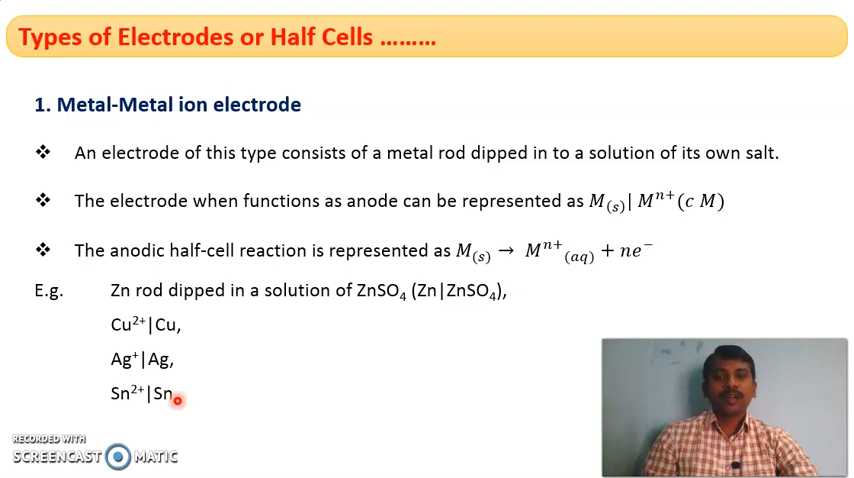 Types of Electrodes or Half Cells ………
1. Metal-Metal ion electrode
❖ An electrode of this type consists of a metal rod dipped in to a solution of its own salt.
❖ The electrode when functions as anode can be represented as M₍ₛ₎| Mⁿ⁺(c M)
❖ The anodic half-cell reaction is represented as M₍ₛ₎ → Mⁿ⁺₍aq₎ + ne⁻
E.g. Zn rod dipped in a solution of ZnSO₄ (Zn|ZnSO₄),
Cu²⁺|Cu,
Ag⁺|Ag,
Sn²⁺|Sn
RECORDED WITH
SCREENCAST MATIC